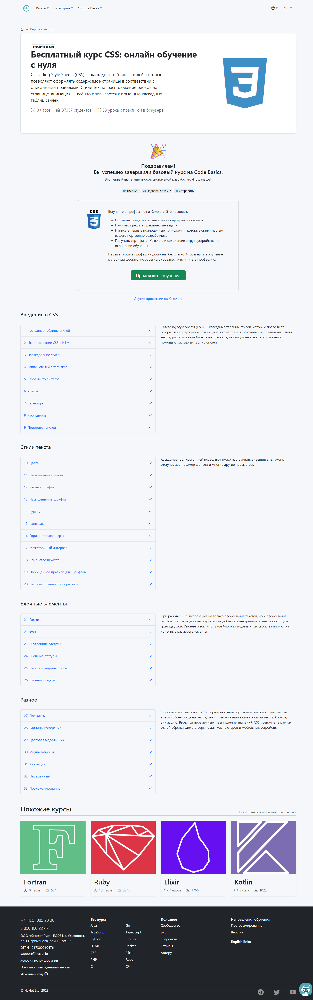 Курсы Категории О Code Basics RU
→ Верстка → CSS
Бесплатный курс
Бесплатный курс CSS: онлайн обучение
с нуля
Cascading Style Sheets (CSS) — каскадные таблицы стилей, которые
позволяют оформлять содержимое страницы в соответствии с
описанными правилами. Стили текста, расположение блоков на
странице, анимация — всё это описывается с помощью каскадных
таблиц стилей
8 часов 37337 студентов 33 урока с практикой в браузере
Поздравляем!
Вы успешно завершили базовый курс на Code Basics.
Это первый шаг в мир профессиональной разработки. Что дальше?
Твитнуть Поделиться VK 6 Отправить
CSS
Вступайте в профессию на Хекслете. Это позволит:
• Получить фундаментальные знания программирования
• Научиться решать практические задачи
• Написать первые полноценные приложения, которые станут частью
вашего портфолио разработчика
• Получить сертификат Хекслета и содействие в трудоустройстве по
окончании обучения
Первые курсы в профессии доступны бесплатно. Чтобы начать изучение
материала, достаточно зарегистрироваться и вступить в профессию.
Продолжить обучение
Другие профессии на Хекслете
Введение в CSS
1. Каскадные таблицы стилей
2. Использование CSS в HTML
3. Наследование стилей
4. Запись стилей в теге style
5. Базовые стили тегов
6. Классы
7. Селекторы
8. Каскадность
9. Приоритет стилей
Cascading Style Sheets (CSS) — каскадные таблицы стилей, которые позволяют
оформлять содержимое страницы в соответствии с описанными правилами. Стили
текста, расположение блоков на странице, анимация — всё это описывается с
помощью каскадных таблиц стилей.
Стили текста
10. Цвета
11. Выравнивание текста
12. Размер шрифта
13. Насыщенность шрифта
14. Курсив
15. Капитель
16. Горизонтальная черта
17. Межстрочный интервал
18. Семейство шрифта
19. Обобщённое правило для шрифтов
20. Базовые правила типографики
Каскадные таблицы стилей позволяют гибко настраивать внешний вид текста:
отступы, цвет, размер шрифта и многие другие параметры.
Блочные элементы
21. Рамки
22. Фон
23. Внутренние отступы
24. Внешние отступы
25. Высота и ширина блока
26. Блочная модель
При работе с CSS используют не только оформление текстов, но и оформление
блоков. В этом модуле вы изучите, как добавлять внутренние и внешние отступы,
границы, фон. Узнаете о том, что такое блочная модель и как свойства влияют на
конечные размеры элементы
Разное
27. Префиксы
28. Единицы измерения
29. Цветовая модель RGB
30. Медиа запросы
31. Анимация
32. Переменные
33. Позиционирование
Описать все возможности CSS в рамках одного курса невозможно. В настоящее
время CSS — мощный инструмент, позволяющий задавать стили текста, блоков,
анимацию. Вводятся переменные и вычисление значений. CSS позволяет в рамках
одной вёрстки сделать версию для компьютеров и мобильных устройств.
Похожие курсы
Посмотреть все курсы категории Верстка
Fortran
0 часов 584
Ruby
13 часов 3743
Elixir
7 часов 1766
Kotlin
3 часа 1022
+7 (495) 085 28 38
8 800 100 22 47
ООО «Хекслет Рус», 432071, г. Ульяновск,
пр-т Нариманова, дом 1Г, оф. 23
ОГРН 1217300010476
support@hexlet.io
Условия использования
Политика конфиденциальности
Исходный код
Все курсы
Java
JavaScript
Python
HTML
CSS
PHP
C
Go
TypeScript
Clojure
Racket
Elixir
Ruby
C#
Полезное
Сообщество
Блог
О проекте
Отзывы
Автору
Направления обучения
Программирование
Верстка
English links
© Hexlet Ltd, 2023